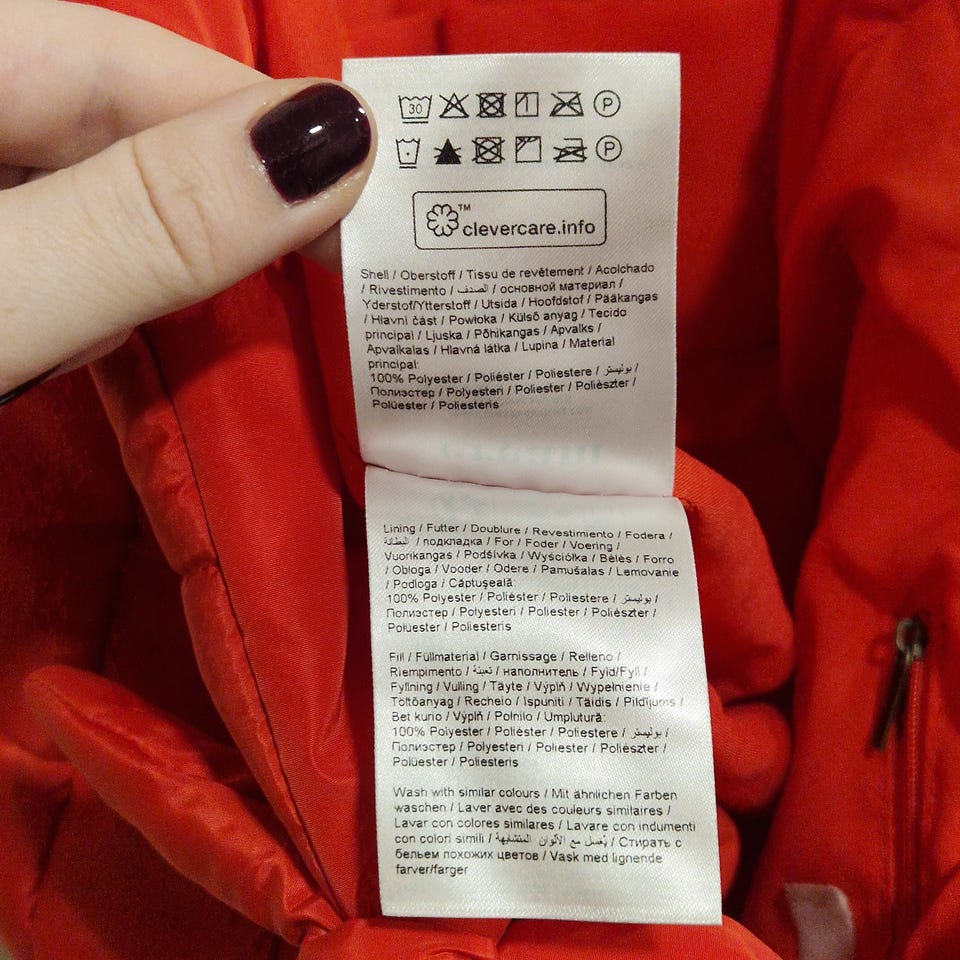 30 P
P
™ clevercare.info
Shell / Oberstoff / Tissu de revêtement / Acolchado
/ Rivestimento / الصدف / основной материал /
Yderstof/Ytterstoff / Utsida / Hoofdstof / Pääkangas
/ Hlavní část / Powłoka / Külső anyag / Tecido
principal / Ljuska / Põhikangas / Apvalks /
Apvalkalas / Hlavná látka / Lupina / Material
principal:
100% Polyester / Poliéster / Poliestere / بوليستر /
Полиэстер / Polyesteri / Poliester / Poliészter /
Polüester / Poliesteris
Lining / Futter / Doublure / Revestimiento / Fodera /
البطانة / подкладка / For / Foder / Voering /
Vuorikangas / Podšívka / Wyściółka / Bélés / Forro
/ Obloga / Vooder / Odere / Pamušalas / Lemovanie
/ Podloga / Căptușeală:
100% Polyester / Poliéster / Poliestere / بوليستر /
Полиэстер / Polyesteri / Poliester / Poliészter /
Polüester / Poliesteris
Fill / Füllmaterial / Garnissage / Relleno /
Riempimento / تعبئة / наполнитель / Fyld/Fyll /
Fyllning / Vulling / Täyte / Výplň / Wypełnienie /
Töltőanyag / Recheio / Ispuniti / Täidis / Pildījums /
Bet kurio / Výplň / Polnilo / Umplutură:
100% Polyester / Poliéster / Poliestere / بوليستر /
Полиэстер / Polyesteri / Poliester / Poliészter /
Polüester / Poliesteris
Wash with similar colours / Mit ähnlichen Farben
waschen / Laver avec des couleurs similaires /
Lavar con colores similares / Lavare con indumenti
con colori simili / يُغسل مع الألوان المتشابهة / Стирать с
бельем похожих цветов / Vask med lignende
farver/farger